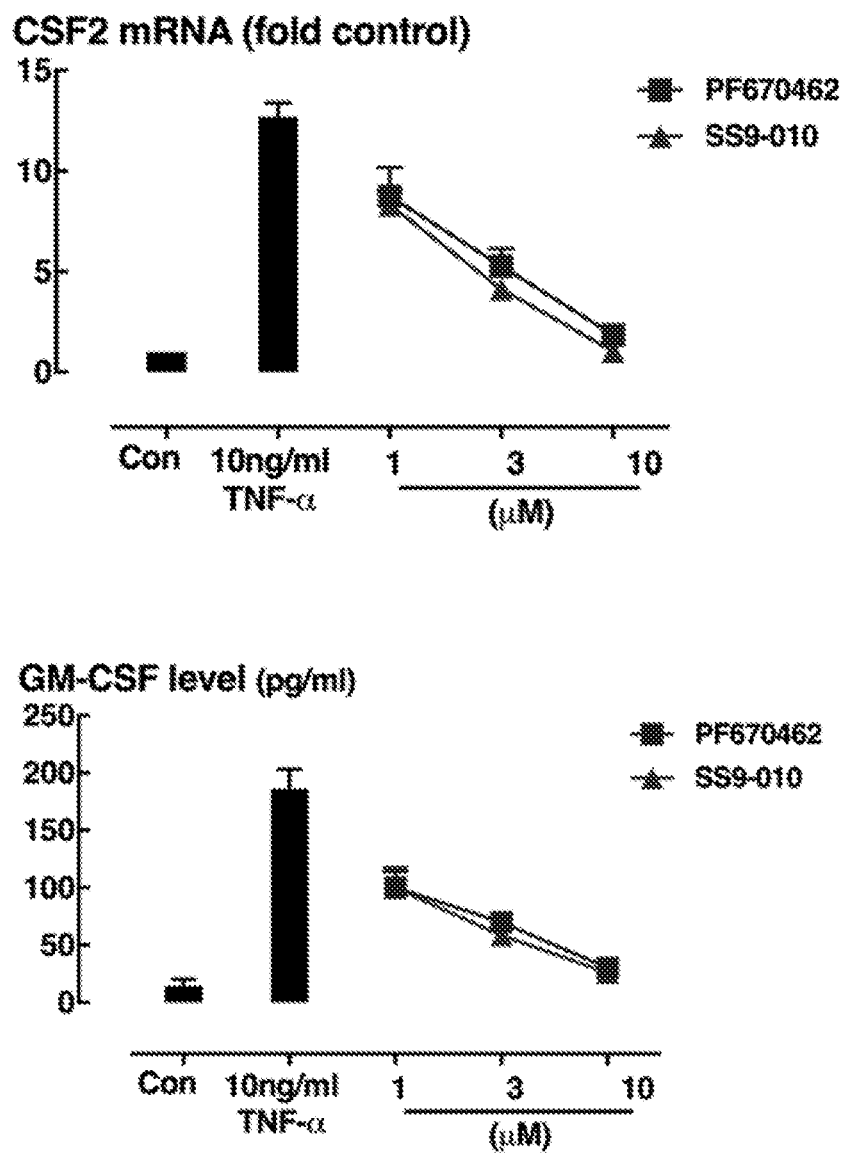 CSF2 mRNA (fold control)
15
10
5
0
PF670462
SS9-010
Con 10ng/ml 1 3 10
TNF-α (μM)
GM-CSF level (pg/ml)
250
200
150
100
50
0
PF670462
SS9-010
Con 10ng/ml 1 3 10
TNF-α (μM)